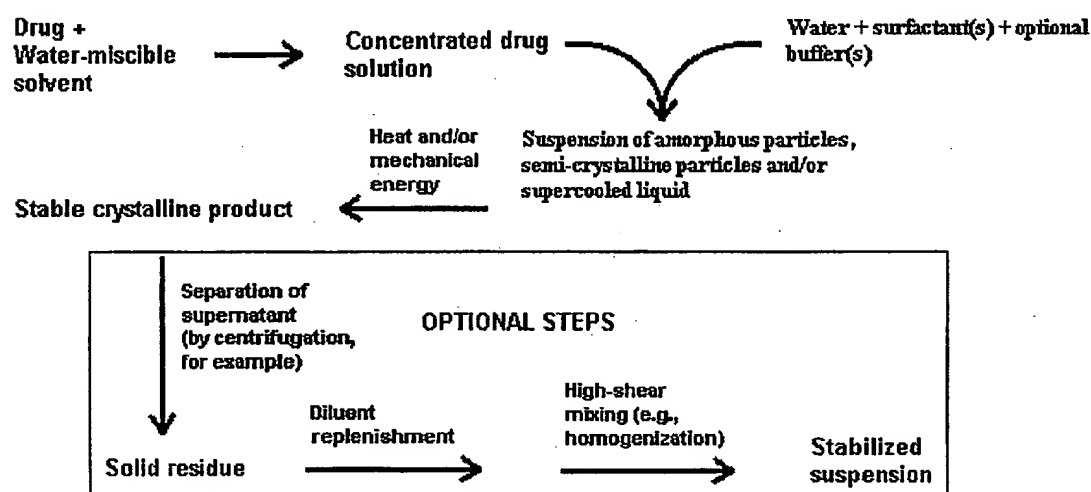 Drug +
Water-miscible
solvent
Concentrated drug
solution
Water + surfactant(s) + optional
buffer(s)
Heat and/or
mechanical
energy
Suspension of amorphous particles,
semi-crystalline particles and/or
supercooled liquid
Stable crystalline product
Separation of
supernatant
(by centrifugation,
for example)
OPTIONAL STEPS
Diluent
replenishment
High-shear
mixing (e.g.,
homogenization)
Solid residue
Stabilized
suspension